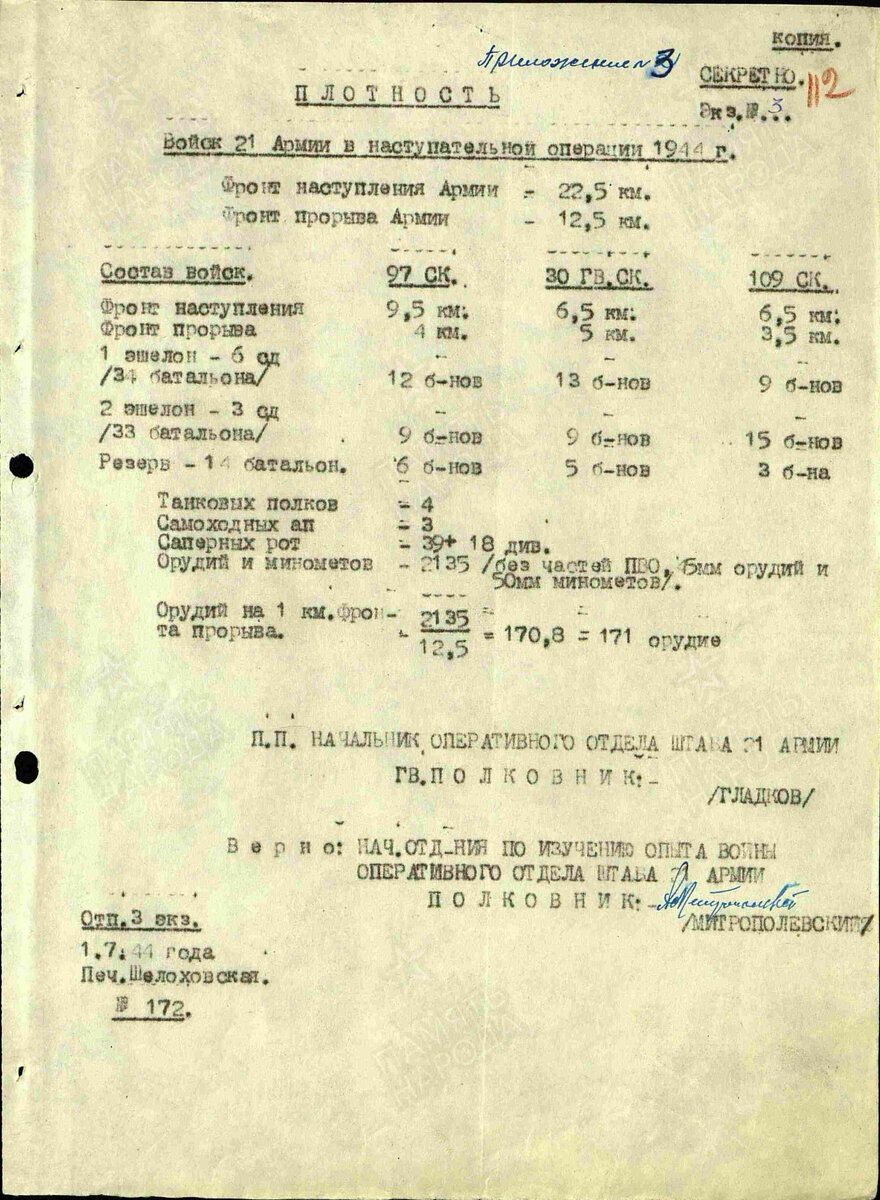 КОПИЯ.
Приложение № 3
СЕКРЕТНО.
112
Экз.№. 3..
ПЛОТНОСТЬ
Войск 21 Армии в наступательной операции 1944 г.
Фронт наступления Армии - 22,5 км.
Фронт прорыва Армии - 12,5 км.
Состав войск. 97 СК. 30 ГВ.СК. 109 СК.
Фронт наступления 9,5 км. 6,5 км. 6,5 км.
Фронт прорыва 4 км. 5 км. 3,5 км.
1 эшелон - 6 сд
/34 батальона/ 12 б-нов 13 б-нов 9 б-нов
2 эшелон - 3 сд
/33 батальона/ 9 б-нов 9 б-нов 15 б-нов
Резерв - 14 батальон. 6 б-нов 5 б-нов 3 б-на
Танковых полков - 4
Самоходных ап - 3
Саперных рот - 39+ 18 див.
Орудий и минометов - 2135 /без частей ПВО, 45мм орудий и
50мм минометов/.
Орудий на 1 км.фрон- 2135
та прорыва. - 12,5 = 170,8 = 171 орудие
П.П. НАЧАЛЬНИК ОПЕРАТИВНОГО ОТДЕЛА ШТАБА 21 АРМИИ
ГВ.ПОЛКОВНИК:-
/ГЛАДКОВ/
Верно: НАЧ.ОТД-НИЯ ПО ИЗУЧЕНИЮ ОПЫТА ВОЙНЫ
ОПЕРАТИВНОГО ОТДЕЛА ШТАБА 21 АРМИИ
ПОЛКОВНИК:-
/МИТРОПОЛЕВСКИЙ/
Отп.3 экз.
1.7.44 года
Печ.Шелоховская.
№ 172.
ПАМЯТЬ
НАРОДА